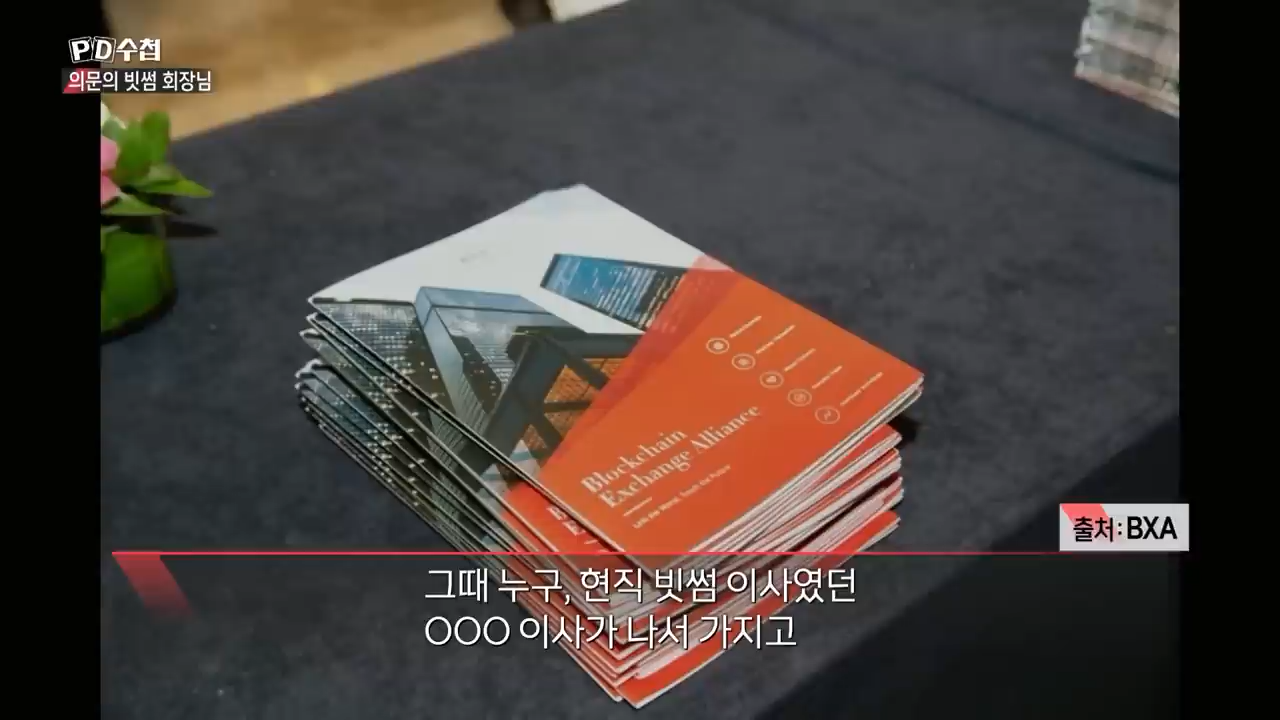 PD수첩
의문의 빗썸 회장님
Blockchain
Exchange Alliance
출처: BXA
그때 누구, 현직 빗썸 이사였던
OOO 이사가 나서 가지고